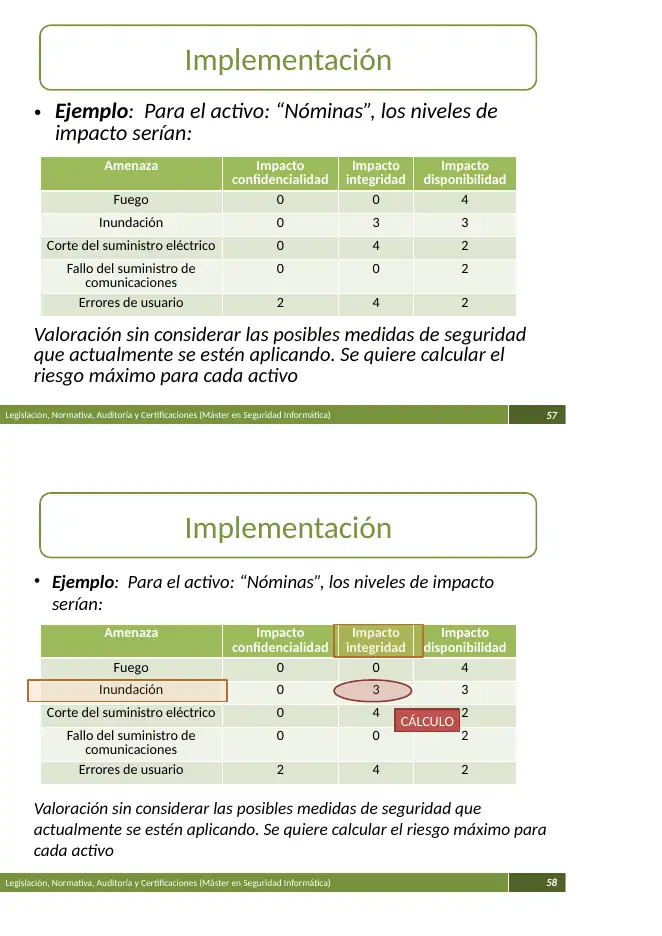 Implementación
• Ejemplo: Para el activo: “Nóminas”, los niveles de
impacto serían:
Amenaza Impacto confidencialidad Impacto integridad Impacto disponibilidad
Fuego 0 0 4
Inundación 0 3 3
Corte del suministro eléctrico 0 4 2
Fallo del suministro de comunicaciones 0 0 2
Errores de usuario 2 4 2
Valoración sin considerar las posibles medidas de seguridad
que actualmente se estén aplicando. Se quiere calcular el
riesgo máximo para cada activo
Legislación, Normativa, Auditoría y Certificaciones (Máster en Seguridad Informática) 57
Implementación
• Ejemplo: Para el activo: “Nóminas”, los niveles de impacto
serían:
Amenaza Impacto confidencialidad Impacto integridad Impacto disponibilidad
Fuego 0 0 4
Inundación 0 3 3
Corte del suministro eléctrico 0 4 2
CÁLCULO
Fallo del suministro de comunicaciones 0 0 2
Errores de usuario 2 4 2
Valoración sin considerar las posibles medidas de seguridad que
actualmente se estén aplicando. Se quiere calcular el riesgo máximo para
cada activo
Legislación, Normativa, Auditoría y Certificaciones (Máster en Seguridad Informática) 58